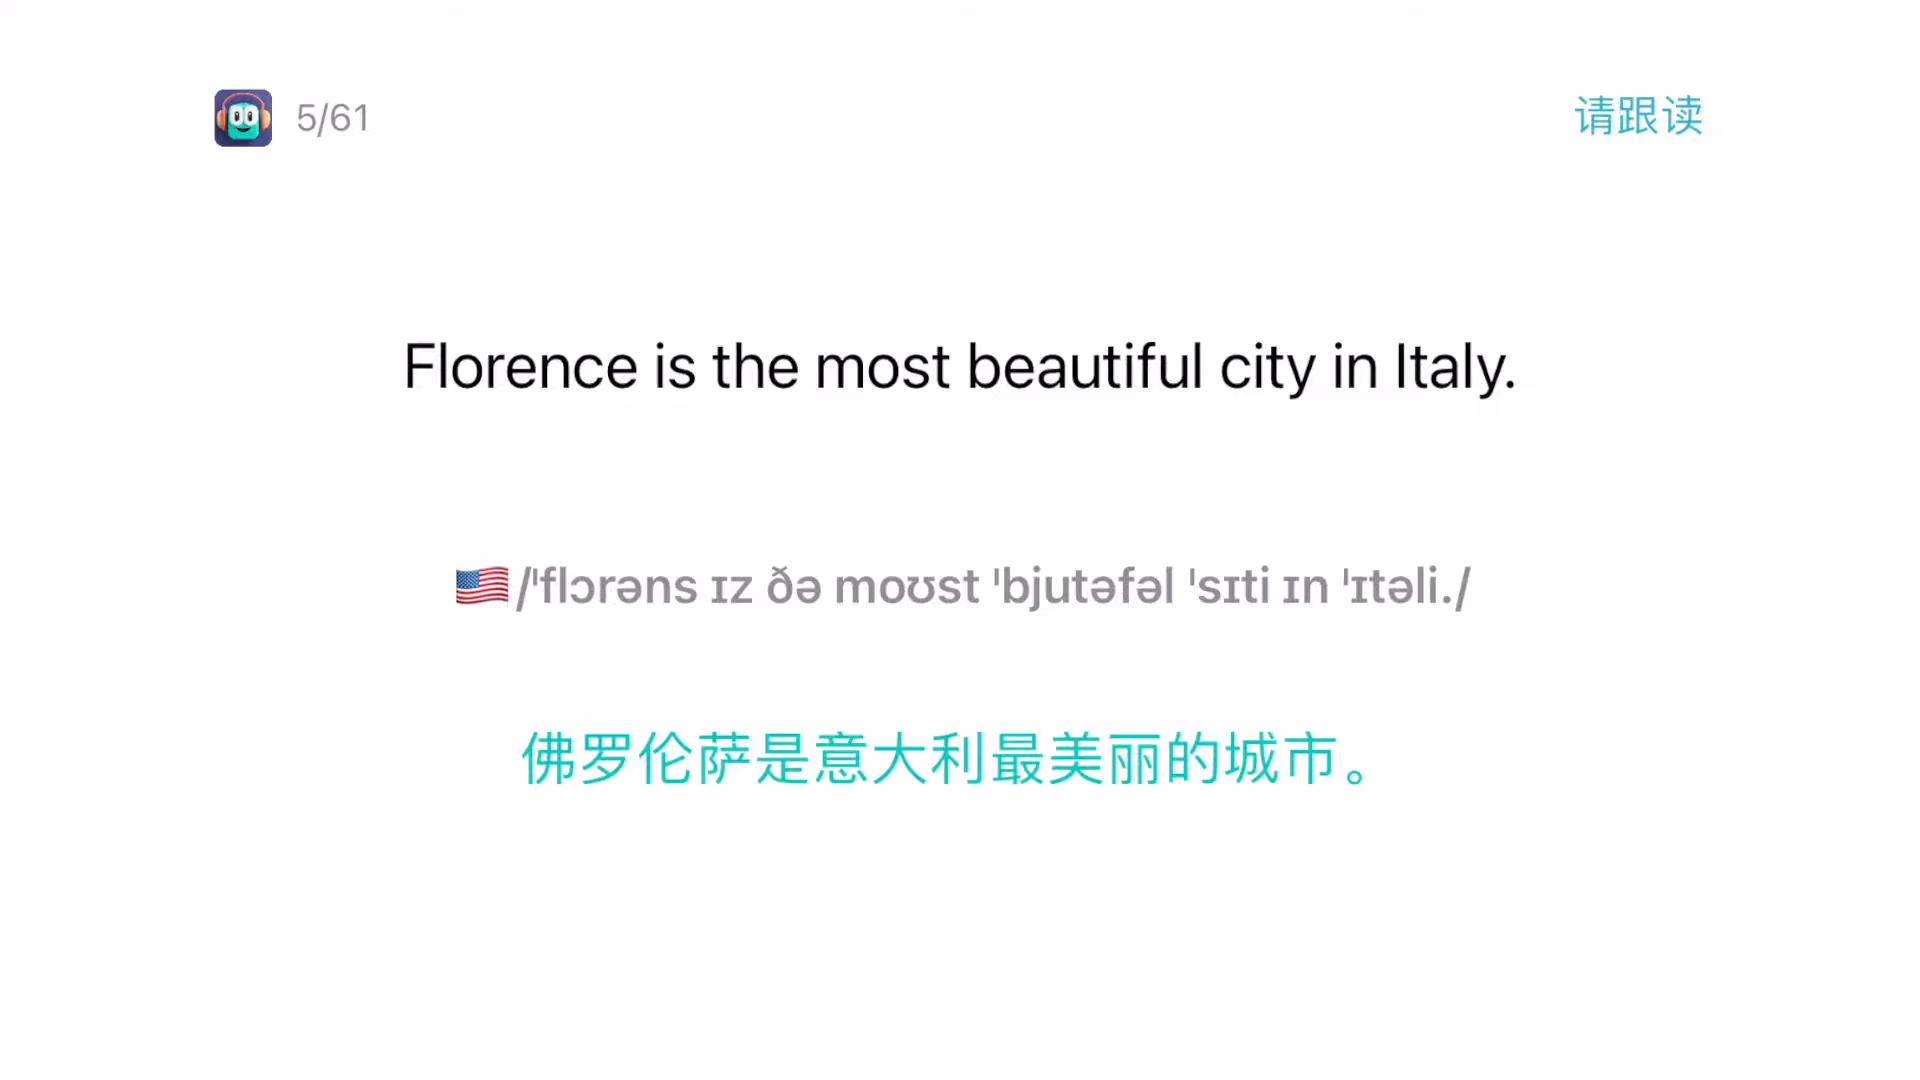 5/61
请跟读
Florence is the most beautiful city in Italy.
/ˈflɔrəns ɪz ðə moʊst ˈbjutəfəl ˈsɪti ɪn ˈɪtəli./
佛罗伦萨是意大利最美丽的城市。